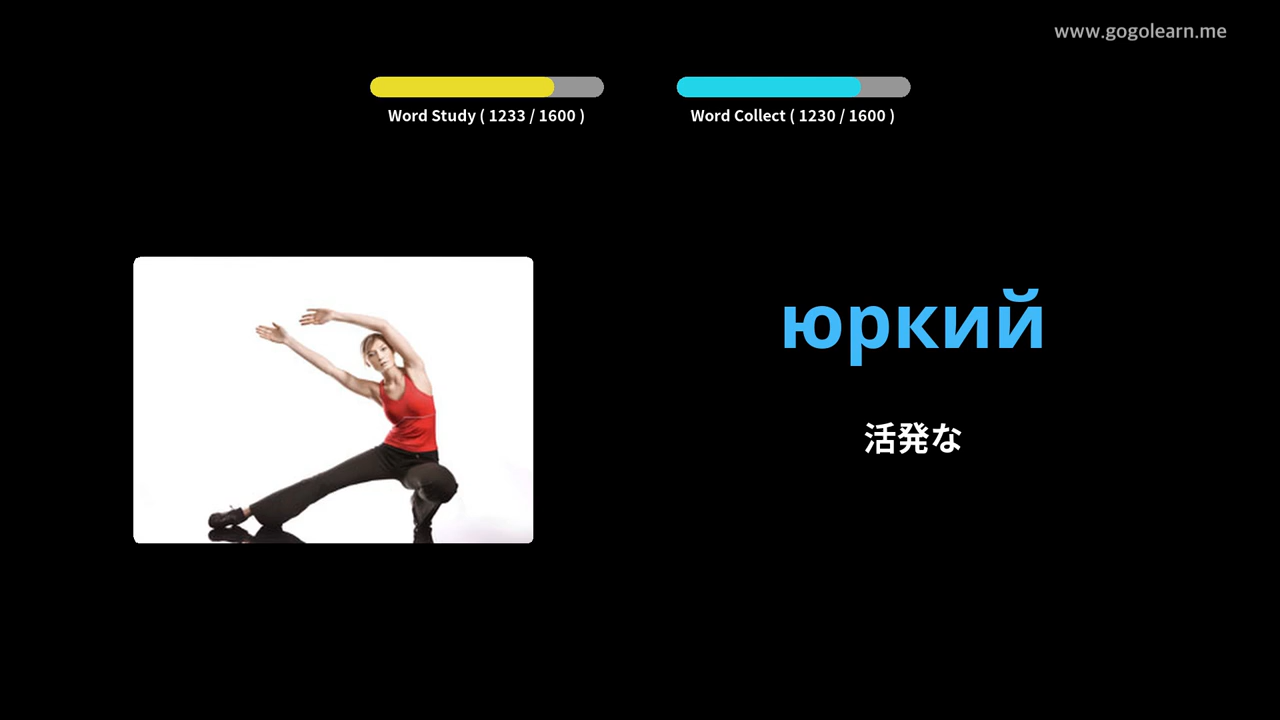 www.gogolearn.me
Word Study ( 1233 / 1600 )
Word Collect ( 1230 / 1600 )
юркий
活発な